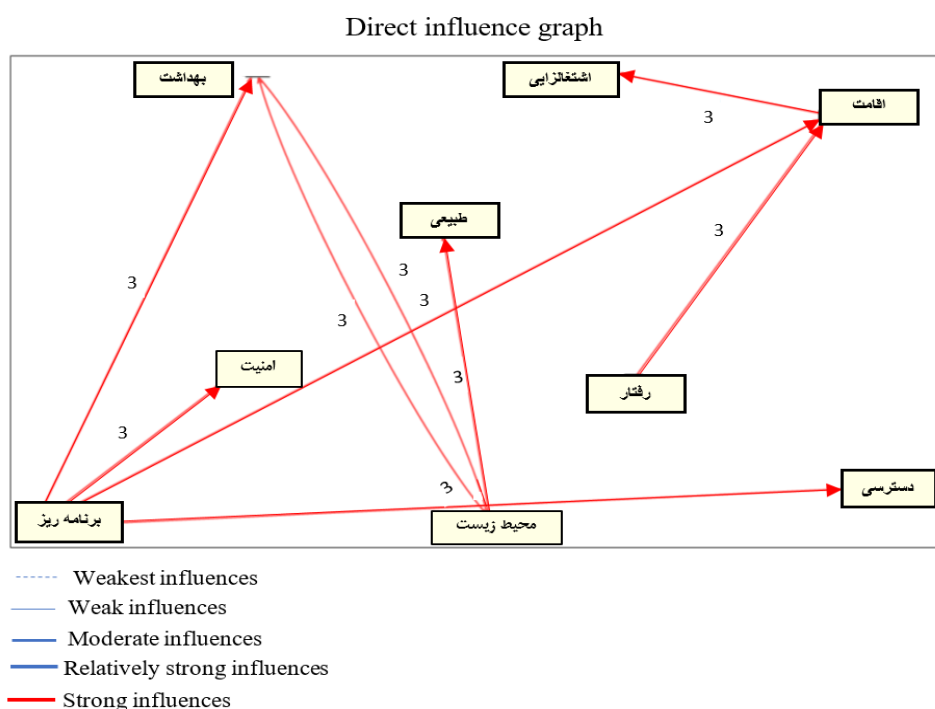 Direct influence graph
بهداشت
اشتغالزایی
اقامت
3
طبیعی
3
3
3
3
3
امنیت
3
رفتار
3
3
دسترسی
برنامه ریز
محیط زیست
Weakest influences
Weak influences
Moderate influences
Relatively strong influences
Strong influences